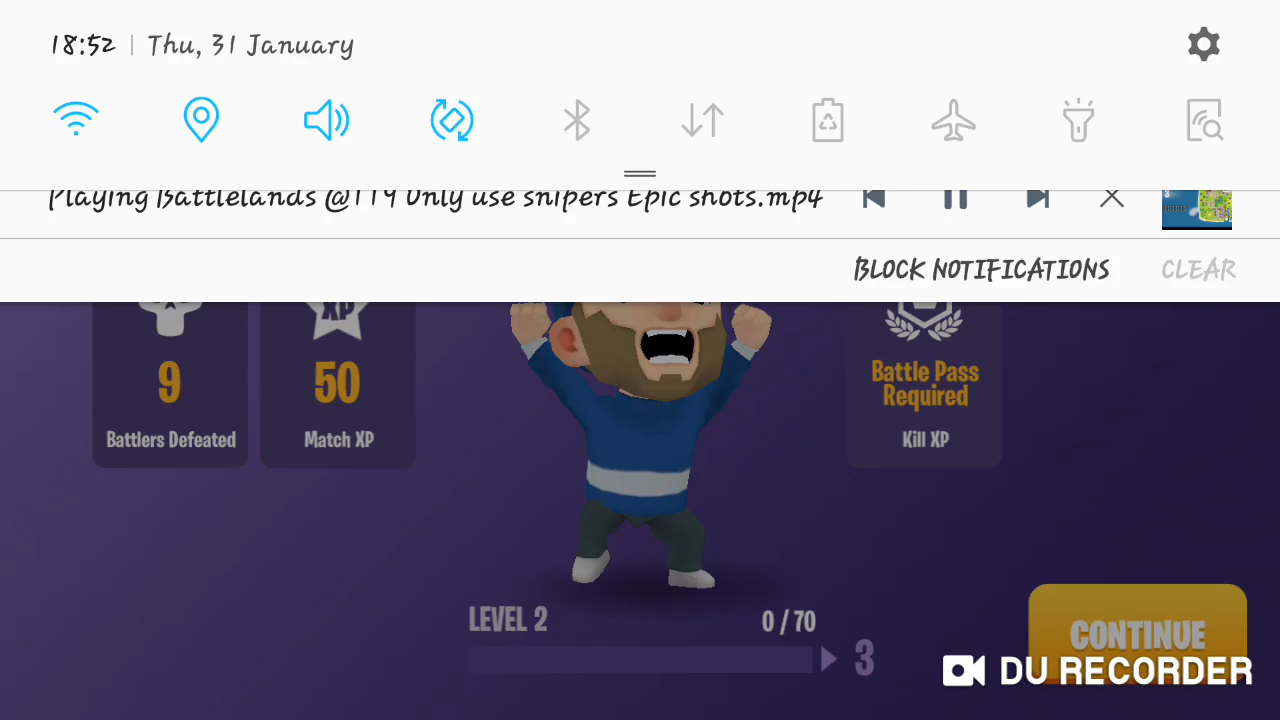 18:52 | Thu, 31 January
Playing Battlelands @119 Only use snipers Epic shots.mp4
BLOCK NOTIFICATIONS CLEAR
XP
9
Battlers Defeated
50
Match XP
Battle Pass
Required
Kill XP
LEVEL 2 0 / 70
3
CONTINUE
DU RECORDER